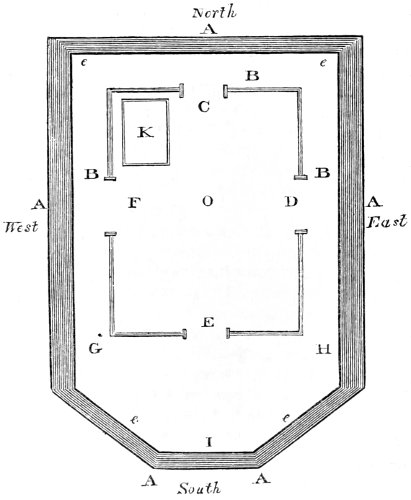 North
A
e e
B
C
K
B B
A F O D A
West East
E
G H
e e
I
A A
South